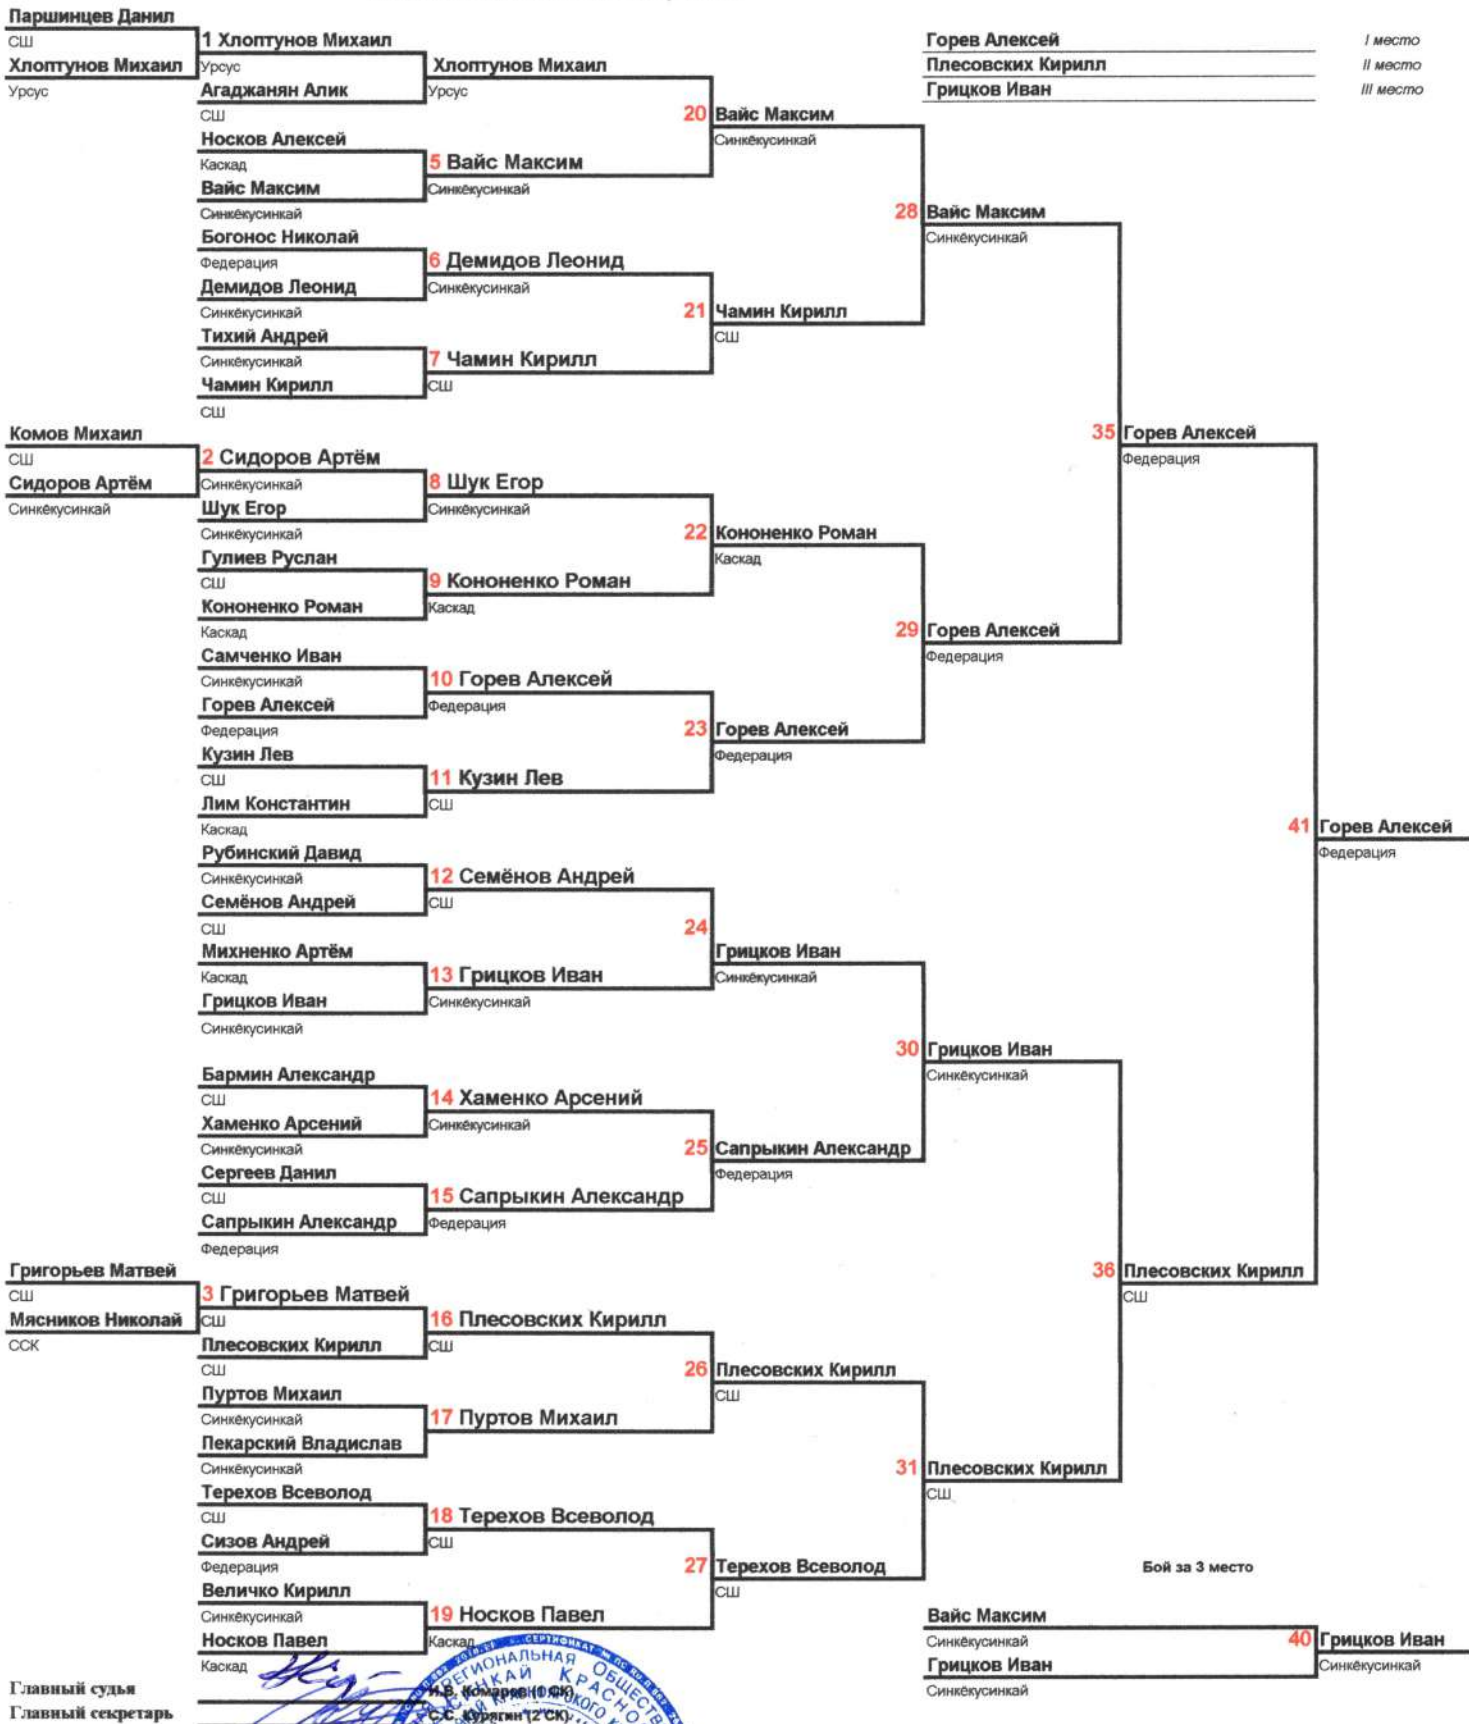 Паршинцев Данил
СШ
Хлоптунов Михаил
Урсус
1 Хлоптунов Михаил
Урсус
Агаджанян Алик
СШ
Носков Алексей
Каскад
Вайс Максим
Синкёкусинкай
Богонос Николай
Федерация
Демидов Леонид
Синкёкусинкай
Тихий Андрей
Синкёкусинкай
Чамин Кирилл
СШ
Комов Михаил
СШ
Сидоров Артём
Синкёкусинкай
2 Сидоров Артём
Синкёкусинкай
Шук Егор
Синкёкусинкай
Гулиев Руслан
СШ
Кононенко Роман
Каскад
Самченко Иван
Синкёкусинкай
Горев Алексей
Федерация
Кузин Лев
СШ
Лим Константин
Каскад
Рубинский Давид
Синкёкусинкай
Семёнов Андрей
СШ
Михненко Артём
Каскад
Грицков Иван
Синкёкусинкай
Бармин Александр
СШ
Хаменко Арсений
Синкёкусинкай
Сергеев Данил
СШ
Сапрыкин Александр
Федерация
Григорьев Матвей
СШ
Мясников Николай
ССК
3 Григорьев Матвей
СШ
Плесовских Кирилл
СШ
Пуртов Михаил
Синкёкусинкай
Пекарский Владислав
Синкёкусинкай
Терехов Всеволод
СШ
Сизов Андрей
Федерация
Величко Кирилл
Синкёкусинкай
Носков Павел
Каскад
Хлоптунов Михаил
Урсус
5 Вайс Максим
Синкёкусинкай
6 Демидов Леонид
Синкёкусинкай
7 Чамин Кирилл
СШ
8 Шук Егор
Синкёкусинкай
9 Кононенко Роман
Каскад
10 Горев Алексей
Федерация
11 Кузин Лев
СШ
12 Семёнов Андрей
СШ
13 Грицков Иван
Синкёкусинкай
14 Хаменко Арсений
Синкёкусинкай
15 Сапрыкин Александр
Федерация
16 Плесовских Кирилл
СШ
17 Пуртов Михаил
18 Терехов Всеволод
СШ
19 Носков Павел
Каскад
20 Вайс Максим
Синкёкусинкай
21 Чамин Кирилл
СШ
22 Кононенко Роман
Каскад
23 Горев Алексей
Федерация
24
Грицков Иван
Синкёкусинкай
25 Сапрыкин Александр
Федерация
26 Плесовских Кирилл
СШ
27 Терехов Всеволод
СШ
28 Вайс Максим
Синкёкусинкай
29 Горев Алексей
Федерация
30 Грицков Иван
Синкёкусинкай
31 Плесовских Кирилл
СШ
35 Горев Алексей
Федерация
36 Плесовских Кирилл
СШ
41 Горев Алексей
Федерация
Горев Алексей I место
Плесовских Кирилл II место
Грицков Иван III место
Бой за 3 место
Вайс Максим
Синкёкусинкай
Грицков Иван
Синкёкусинкай
40 Грицков Иван
Синкёкусинкай
Главный судья И.В. Комаров (1 СК)
Главный секретарь С.С. Курягин (2 СК)